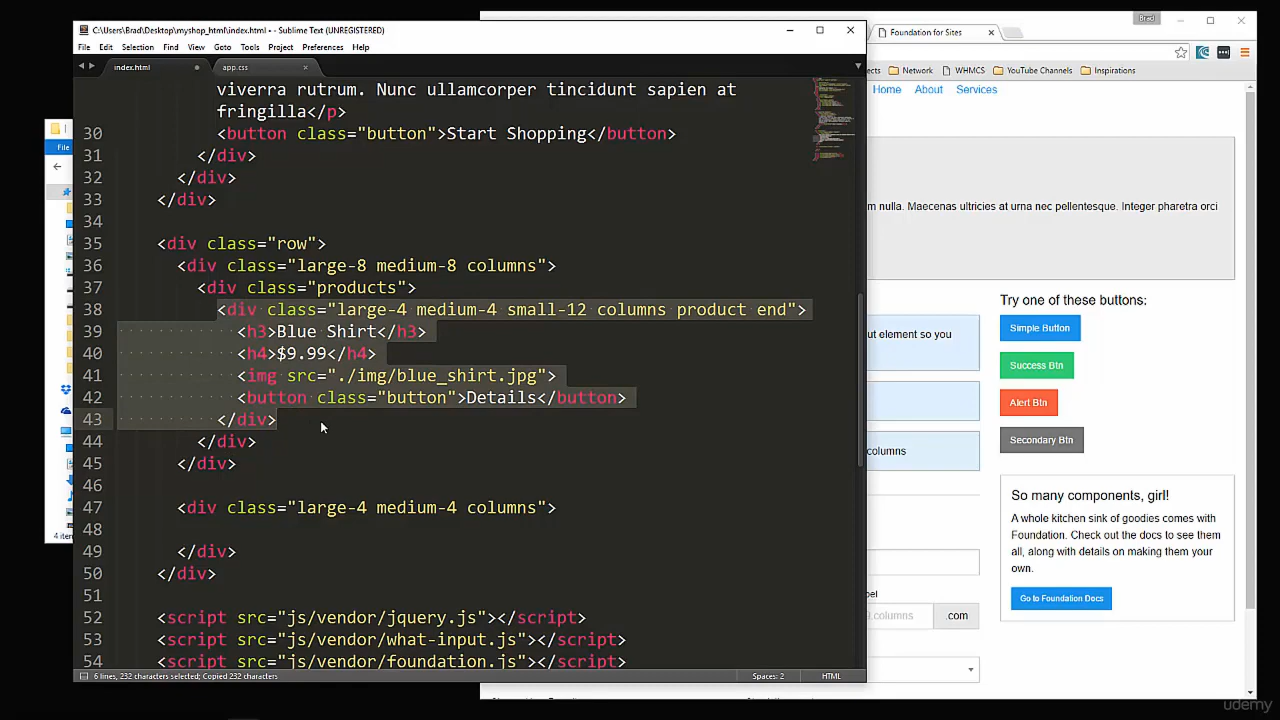 C:\Users\Brad\Desktop\myshop_html\index.html • - Sublime Text (UNREGISTERED)
File Edit Selection Find View Goto Tools Project Preferences Help
index.html
app.css
viverra rutrum. Nunc ullamcorper tincidunt sapien at
fringilla</p>
30 <button class="button">Start Shopping</button>
31 </div>
32 </div>
33 </div>
34
35 <div class="row">
36 <div class="large-8 medium-8 columns">
37 <div class="products">
38 <div class="large-4 medium-4 small-12 columns product end">
39 <h3>Blue Shirt</h3>
40 <h4>$9.99</h4>
41 <img src="./img/blue_shirt.jpg">
42 <button class="button">Details</button>
43 </div>
44 </div>
45 </div>
46
47 <div class="large-4 medium-4 columns">
48
49 </div>
50 </div>
52 <script src="js/vendor/jquery.js"></script>
53 <script src="js/vendor/what-input.js"></script>
54 <script src="js/vendor/foundation.js"></script>
6 lines, 232 characters selected; Copied 232 characters
Spaces: 2
HTML
File
4 item
Brad
Foundation for Sites
Network
WHMCS
YouTube Channels
Inspirations
Home About Services
m nulla. Maecenas ultricies at urna nec pellentesque. Integer pharetra orci
Try one of these buttons:
out element so you
Simple Button
Success Btn
Alert Btn
Secondary Btn
columns
So many components, girl!
A whole kitchen sink of goodies comes with
Foundation. Check out the docs to see them
all, along with details on making them your
own.
Go to Foundation Docs
.com
udemy